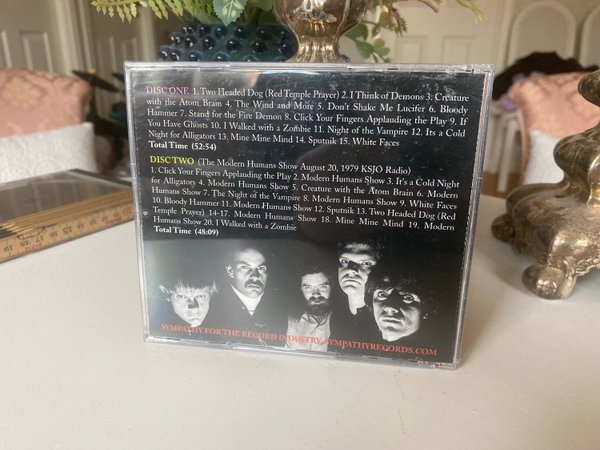 DISC ONE 1. Two Headed Dog (Red Temple Prayer) 2. I Think of Demons 3. Creature
with the Atom Brain 4. The Wind and More 5. Don't Shake Me Lucifer 6. Bloody
Hammer 7. Stand for the Fire Demon 8. Click Your Fingers Applauding the Play 9. If
You Have Ghosts 10. I Walked with a Zombie 11. Night of the Vampire 12. Its a Cold
Night for Alligators 13. Mine Mine Mind 14. Sputnik 15. White Faces
Total Time (52:54)
DISC TWO (The Modern Humans Show August 20, 1979 KSJO Radio)
1. Click Your Fingers Applauding the Play 2. Modern Humans Show 3. It's a Cold Night
for Alligators 4. Modern Humans Show 5. Creature with the Atom Brain 6. Modern
Humans Show 7. The Night of the Vampire 8. Modern Humans Show 9. White Faces
10. Bloody Hammer 11. Modern Humans Show 12. Sputnik 13. Two Headed Dog (Red
Temple Prayer) 14-17. Modern Humans Show 18. Mine Mine Mind 19. Modern
Humans Show 20. I Walked with a Zombie
Total Time (48:09)
SYMPATHY FOR THE RECORD INDUSTRY, SYMPATHYRECORDS.COM